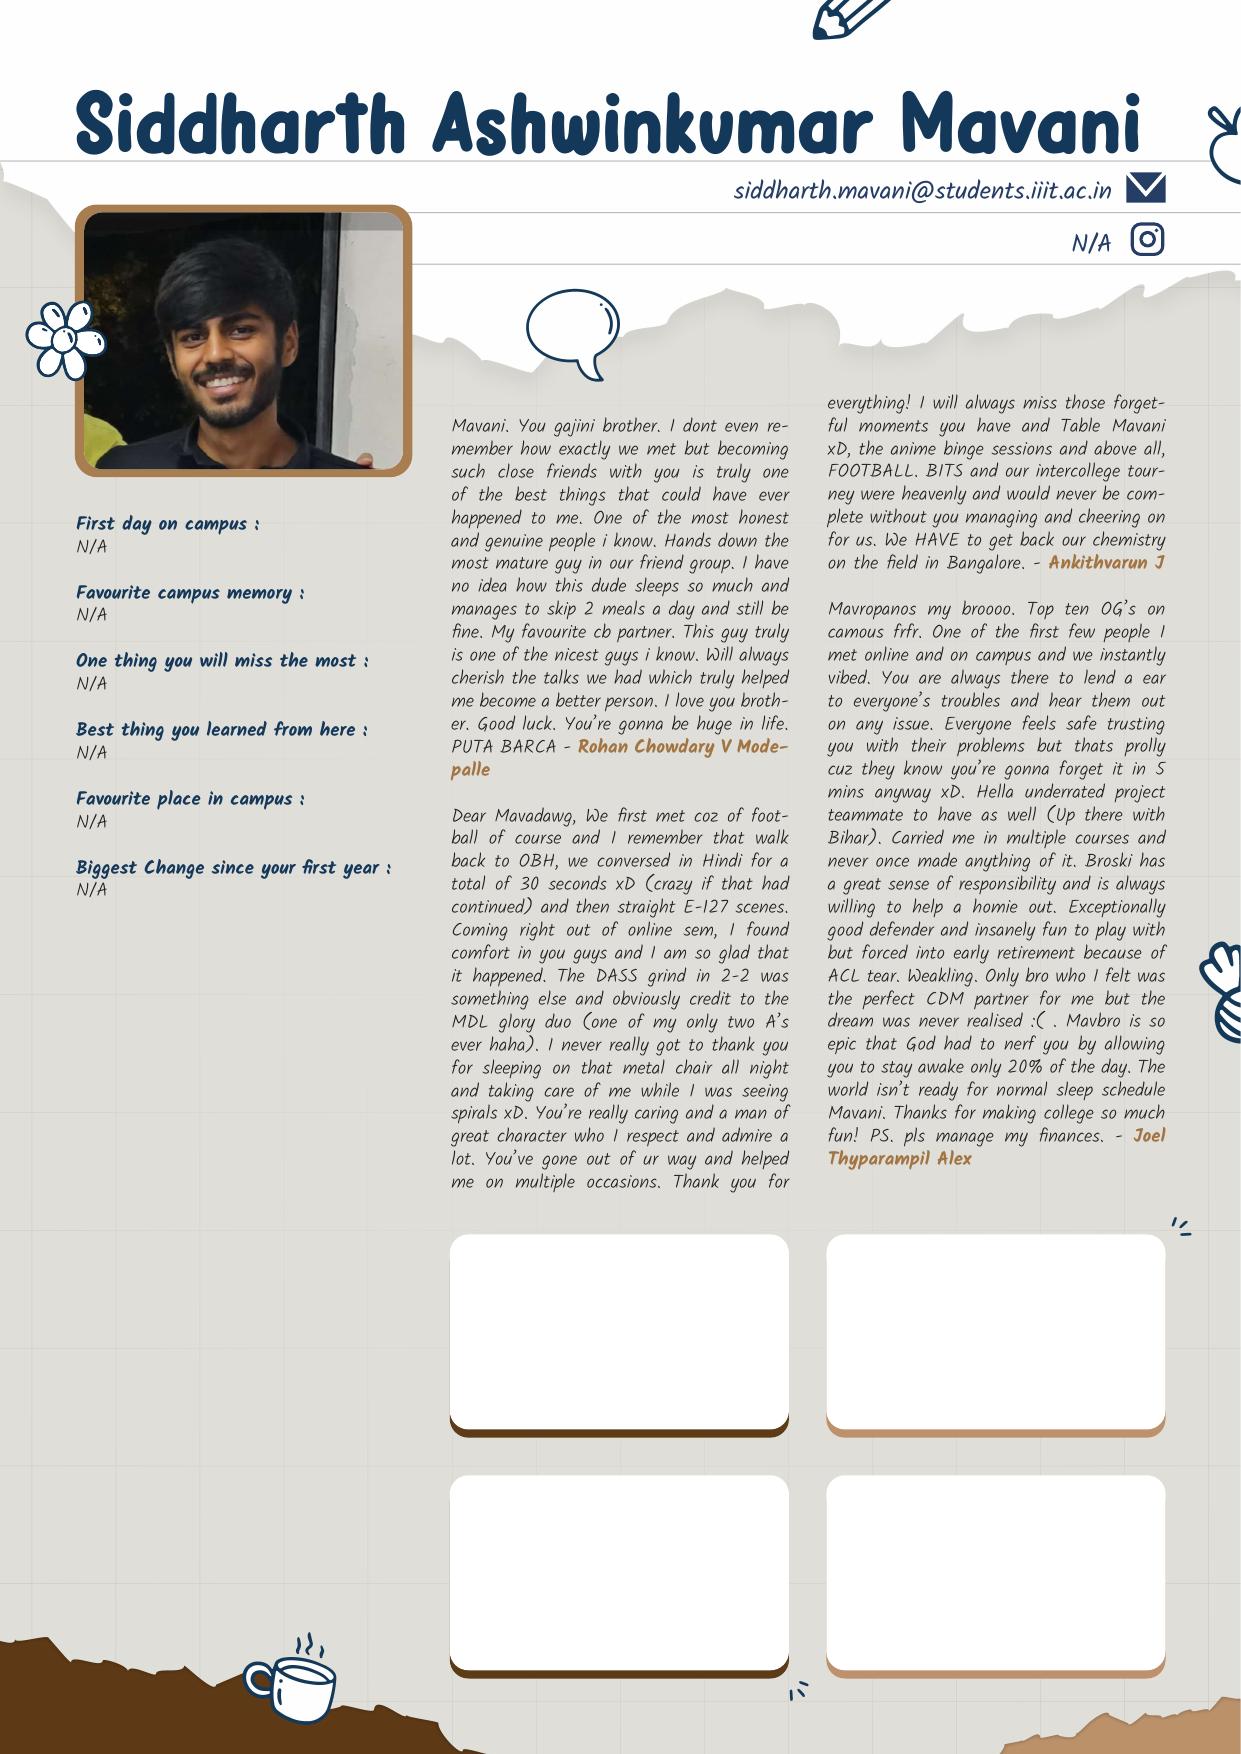 Siddharth Ashwinkumar Mavani
siddharth.mavani@students.iiit.ac.in
N/A
First day on campus :
N/A
Favourite campus memory :
N/A
One thing you will miss the most :
N/A
Best thing you learned from here :
N/A
Favourite place in campus :
N/A
Biggest Change since your first year :
N/A
Mavani. You gajini brother. I dont even re-
member how exactly we met but becoming
such close friends with you is truly one
of the best things that could have ever
happened to me. One of the most honest
and genuine people i know. Hands down the
most mature guy in our friend group. I have
no idea how this dude sleeps so much and
manages to skip 2 meals a day and still be
fine. My favourite cb partner. This guy truly
is one of the nicest guys i know. Will always
cherish the talks we had which truly helped
me become a better person. I love you broth-
er. Good luck. You're gonna be huge in life.
PUTA BARCA - Rohan Chowdary V Mode-
palle
Dear Mavadawg, We first met coz of foot-
ball of course and I remember that walk
back to OBH, we conversed in Hindi for a
total of 30 seconds xD (crazy if that had
continued) and then straight E-127 scenes.
Coming right out of online sem, I found
comfort in you guys and I am so glad that
it happened. The DASS grind in 2-2 was
something else and obviously credit to the
MDL glory duo (one of my only two A's
ever haha). I never really got to thank you
for sleeping on that metal chair all night
and taking care of me while I was seeing
spirals xD. You're really caring and a man of
great character who I respect and admire a
lot. You've gone out of ur way and helped
me on multiple occasions. Thank you for
everything! I will always miss those forget-
ful moments you have and Table Mavani
xD, the anime binge sessions and above all,
FOOTBALL. BITS and our intercollege tour-
ney were heavenly and would never be com-
plete without you managing and cheering on
for us. We HAVE to get back our chemistry
on the field in Bangalore. - Ankithvarun J
Mavropanos my broooo. Top ten OG's on
camous frfr. One of the first few people I
met online and on campus and we instantly
vibed. You are always there to lend a ear
to everyone's troubles and hear them out
on any issue. Everyone feels safe trusting
you with their problems but thats prolly
cuz they know you're gonna forget it in 5
mins anyway xD. Hella underrated project
teammate to have as well (Up there with
Bihar). Carried me in multiple courses and
never once made anything of it. Broski has
a great sense of responsibility and is always
willing to help a homie out. Exceptionally
good defender and insanely fun to play with
but forced into early retirement because of
ACL tear. Weakling. Only bro who I felt was
the perfect CDM partner for me but the
dream was never realised :( . Mavbro is so
epic that God had to nerf you by allowing
you to stay awake only 20% of the day. The
world isn't ready for normal sleep schedule
Mavani. Thanks for making college so much
fun! PS. pls manage my finances. - Joel
Thyparampil Alex